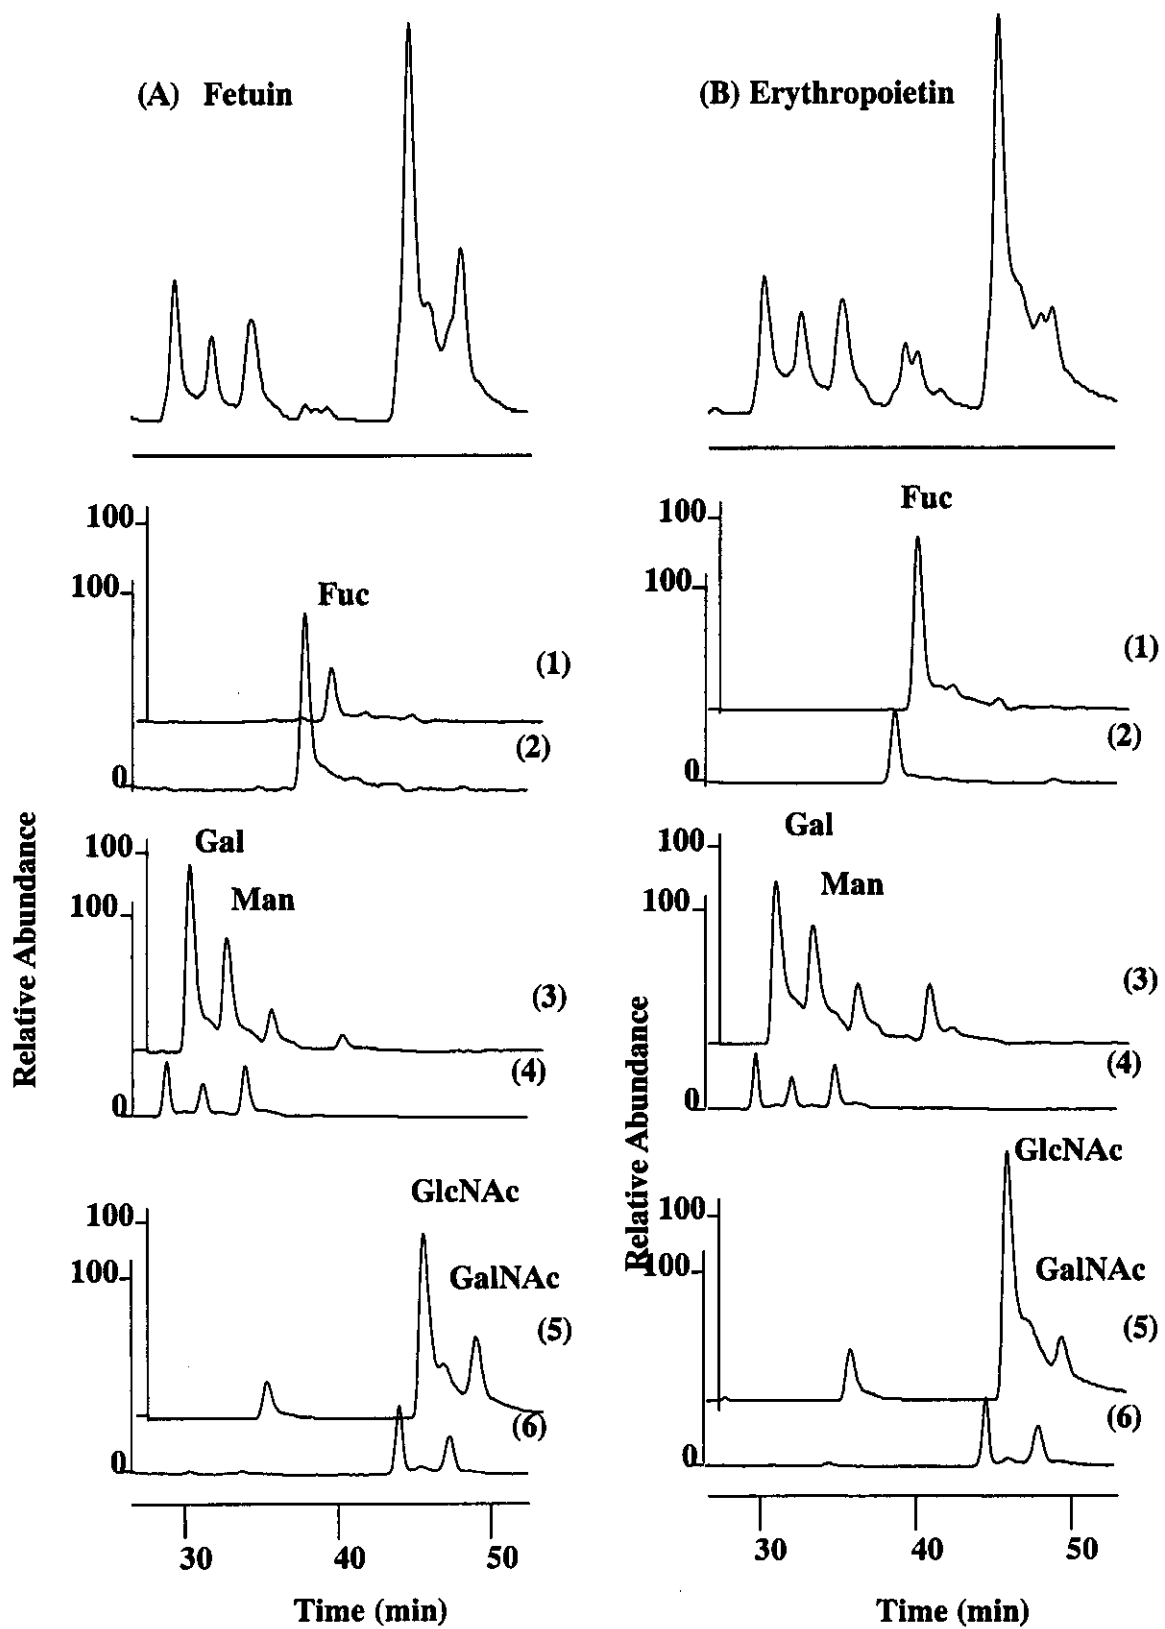 (A) Fetuin
(B) Erythropoietin
Relative Abundance
100
100
Fuc
(1)
(2)
0
100
100
Gal
Man
(3)
(4)
0
100
100
GlcNAc
GalNAc
(5)
(6)
0
30 40 50
Time (min)
Relative Abundance
100
100
Fuc
(1)
(2)
0
100
100
Gal
Man
(3)
(4)
0
100
100
GlcNAc
GalNAc
(5)
(6)
0
30 40 50
Time (min)